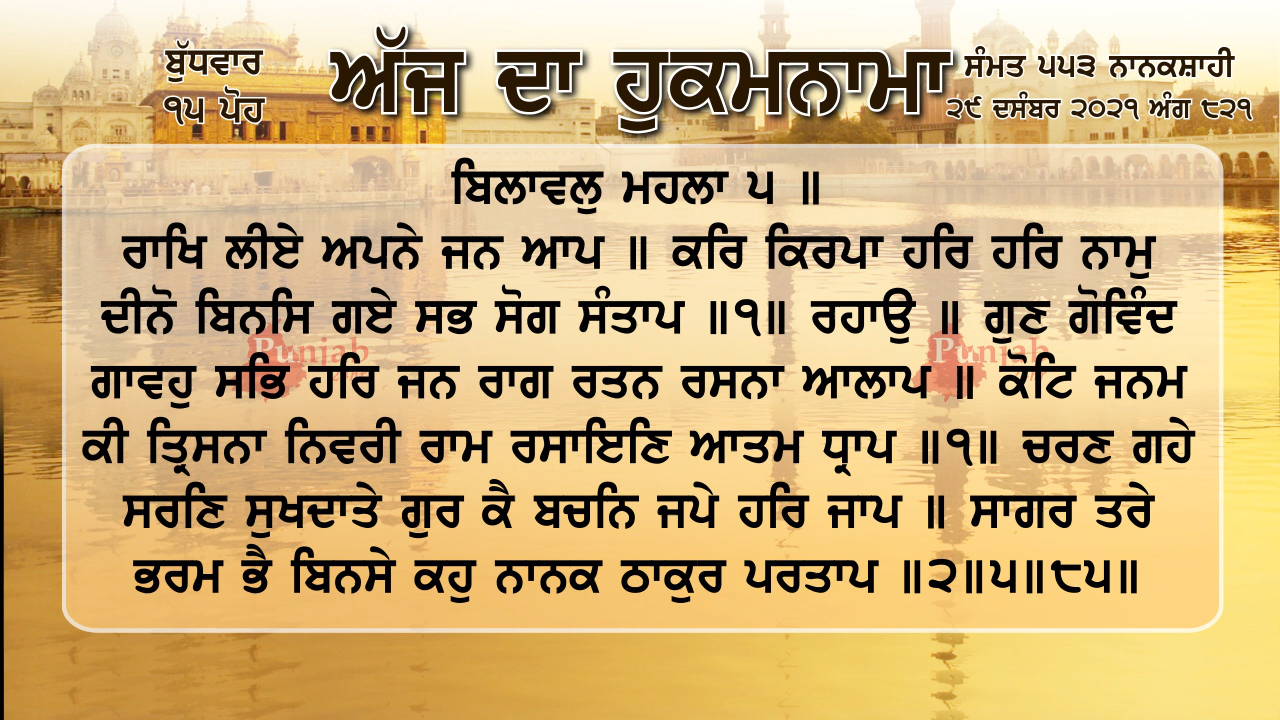 ਬੁੱਧਵਾਰ
੧੫ ਪੋਹ
ਅੱਜ ਦਾ ਹੁਕਮਨਾਮਾ
ਸੰਮਤ ੫੫੩ ਨਾਨਕਸ਼ਾਹੀ
੨੯ ਦਸੰਬਰ ੨੦੨੧ ਅੰਗ ੮੨੧
ਬਿਲਾਵਲੁ ਮਹਲਾ ੫ ॥
ਰਾਖਿ ਲੀਏ ਅਪਨੇ ਜਨ ਆਪ ॥ ਕਰਿ ਕਿਰਪਾ ਹਰਿ ਹਰਿ ਨਾਮੁ
ਦੀਨੋ ਬਿਨਸਿ ਗਏ ਸਭ ਸੋਗ ਸੰਤਾਪ ॥੧॥ ਰਹਾਉ ॥ ਗੁਣ ਗੋਵਿੰਦ
ਗਾਵਹੁ ਸਭਿ ਹਰਿ ਜਨ ਰਾਗ ਰਤਨ ਰਸਨਾ ਆਲਾਪ ॥ ਕੋਟਿ ਜਨਮ
ਕੀ ਤ੍ਰਿਸਨਾ ਨਿਵਰੀ ਰਾਮ ਰਸਾਇਣਿ ਆਤਮ ਧ੍ਰਾਪ ॥੧॥ ਚਰਣ ਗਹੇ
ਸਰਣਿ ਸੁਖਦਾਤੇ ਗੁਰ ਕੈ ਬਚਨਿ ਜਪੇ ਹਰਿ ਜਾਪ ॥ ਸਾਗਰ ਤਰੇ
ਭਰਮ ਭੈ ਬਿਨਸੇ ਕਹੁ ਨਾਨਕ ਠਾਕੁਰ ਪਰਤਾਪ ॥੨॥੫॥੮੫॥
Punjab
Punjab